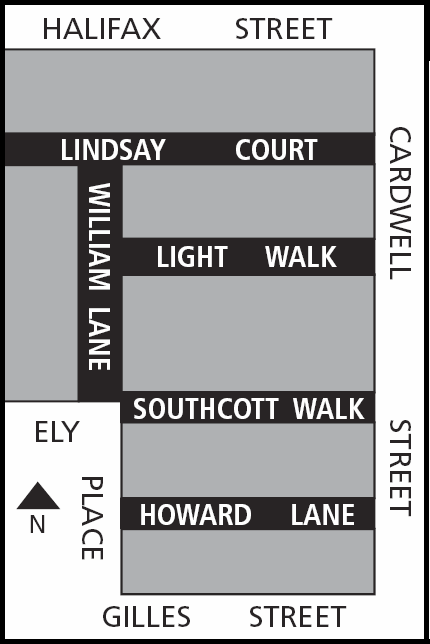 HALIFAX STREET
LINDSAY COURT
CARDWELL STREET
WILLIAM LANE
LIGHT WALK
SOUTHCOTT WALK
ELY PLACE
N
HOWARD LANE
GILLES STREET